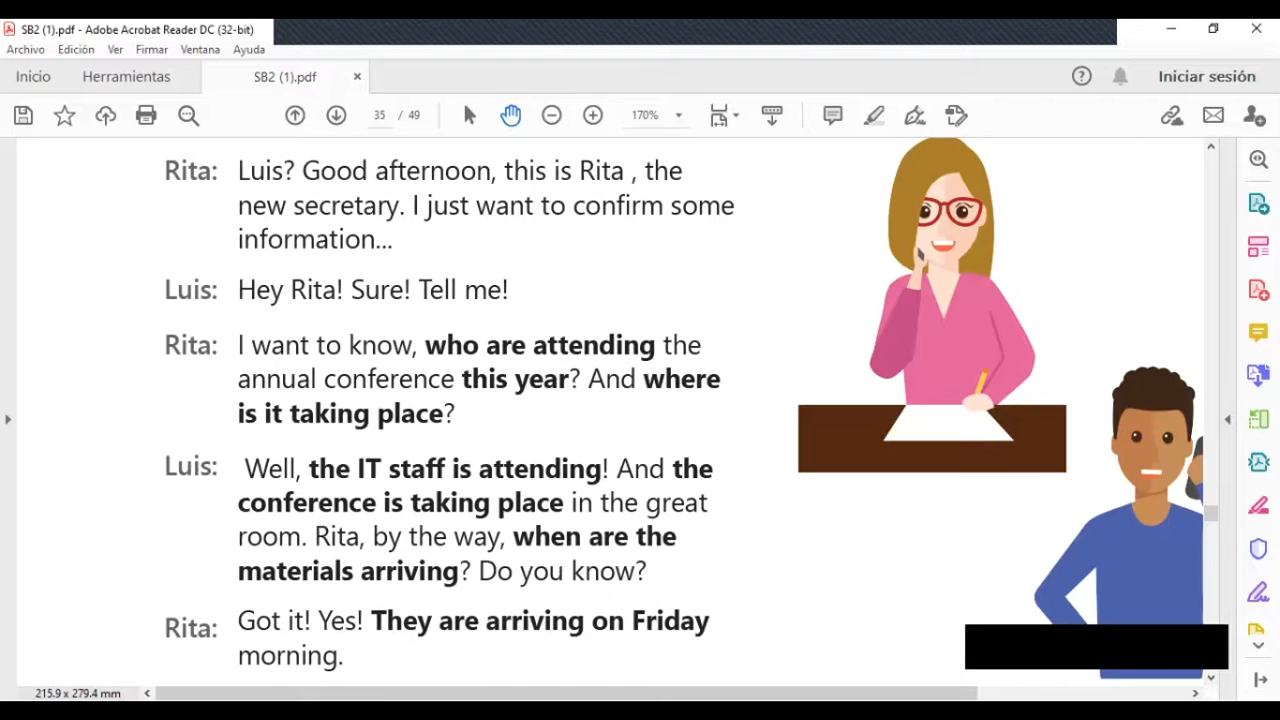 SB2 (1).pdf - Adobe Acrobat Reader DC (32-bit)
Archivo Edición Ver Firmar Ventana Ayuda
Inicio Herramientas SB2 (1).pdf × Iniciar sesión
35 / 49 170%
Rita: Luis? Good afternoon, this is Rita , the
new secretary. I just want to confirm some
information...
Luis: Hey Rita! Sure! Tell me!
Rita: I want to know, who are attending the
annual conference this year? And where
is it taking place?
Luis: Well, the IT staff is attending! And the
conference is taking place in the great
room. Rita, by the way, when are the
materials arriving? Do you know?
Rita: Got it! Yes! They are arriving on Friday
morning.
215.9 x 279.4 mm